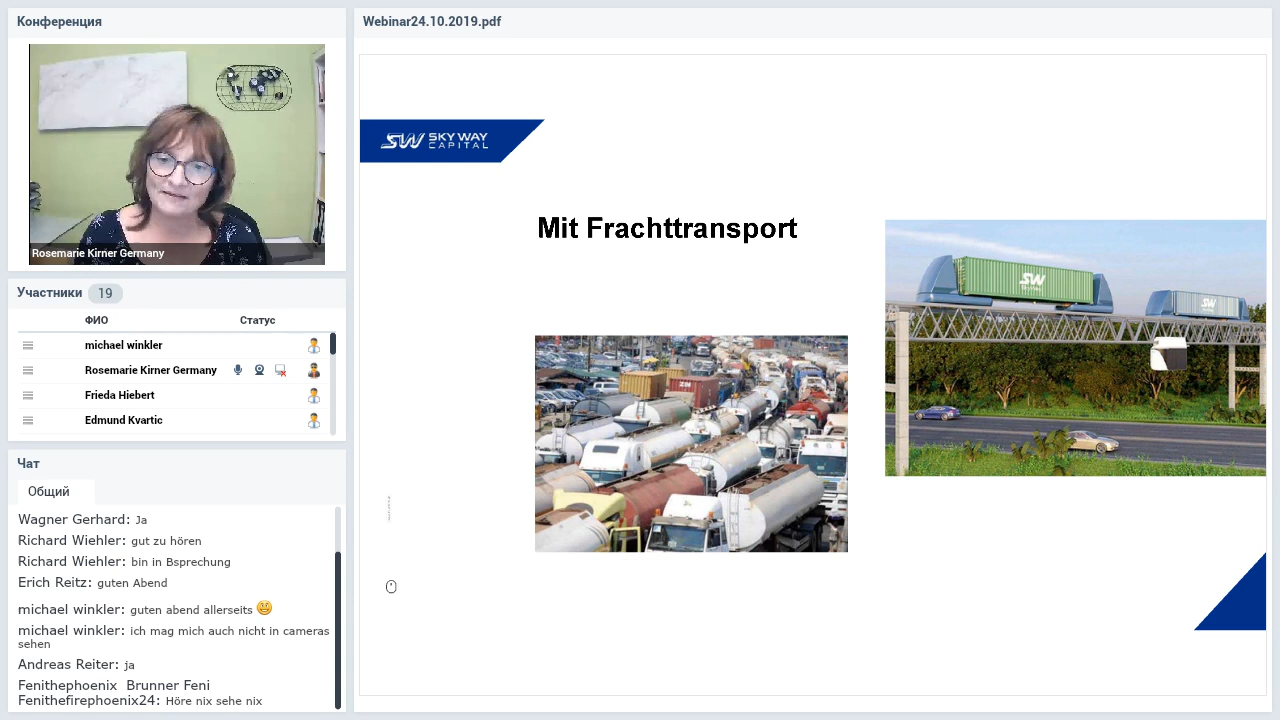 Конференция
Rosemarie Kirner Germany
Участники 19
ФИО Статус
michael winkler
Rosemarie Kirner Germany
Frieda Hiebert
Edmund Kvartic
Чат
Общий
Wagner Gerhard: Ja
Richard Wiehler: gut zu hören
Richard Wiehler: bin in Bsprechung
Erich Reitz: guten Abend
michael winkler: guten abend allerseits
michael winkler: ich mag mich auch nicht in cameras
sehen
Andreas Reiter: ja
Fenithephoenix Brunner Feni
Fenithefirephoenix24: Höre nix sehe nix
Webinar24.10.2019.pdf
SW SKY WAY
CAPITAL
Mit Frachttransport
SW
SW